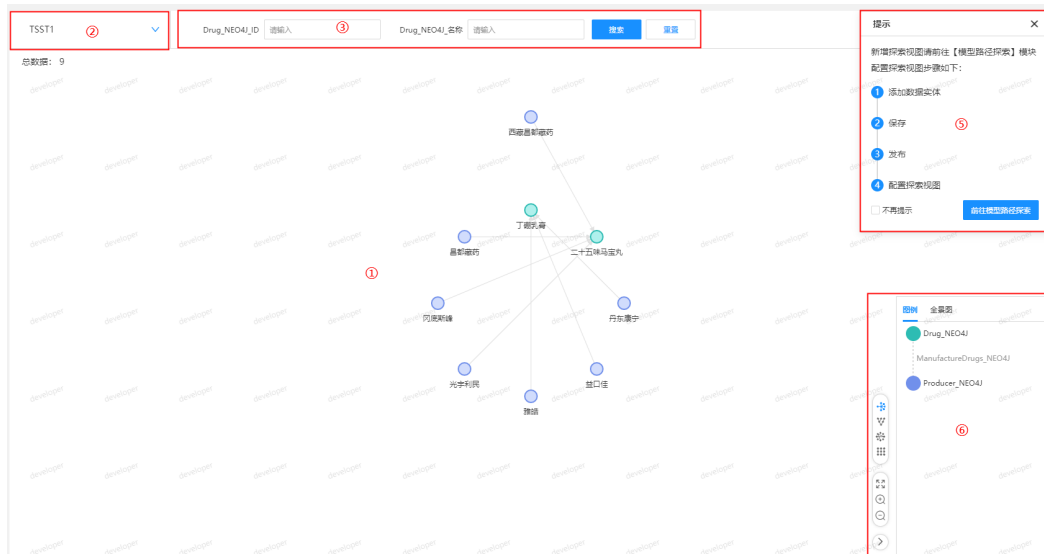 TSST1
②
Drug_NEO4J_ID
请输入
③
Drug_NEO4J_名称
请输入
搜索
重置
总数据: 9
提示
新增探索视图请前往【模型路径探索】模块
配置探索视图步骤如下:
1 添加数据实体
2 保存
⑤
3 发布
4 配置探索视图
不再提示
前往模型路径探索
西藏昌都藏药
丁硼乳膏
昌都藏药
二十五味马宝丸
①
冈底斯峰
丹东康宁
光宇利民
益口佳
雅皓
图例
全景图
Drug_NEO4J
ManufactureDrugs_NEO4J
Producer_NEO4J
⑥
developer